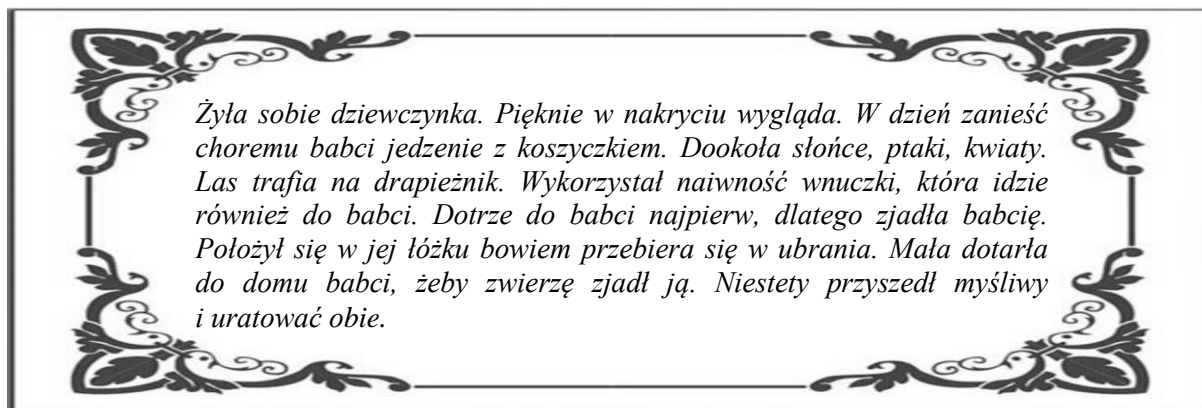 Żyła sobie dziewczynka. Pięknie w nakryciu wygląda. W dzień zanieść
choremu babci jedzenie z koszyczkiem. Dookoła słońce, ptaki, kwiaty.
Las trafia na drapieżnik. Wykorzystał naiwność wnuczki, która idzie
również do babci. Dotrze do babci najpierw, dlatego zjadła babcię.
Położył się w jej łóżku bowiem przebiera się w ubrania. Mała dotarła
do domu babci, żeby zwierzę zjadł ją. Niestety przyszedł myśliwy
i uratować obie.